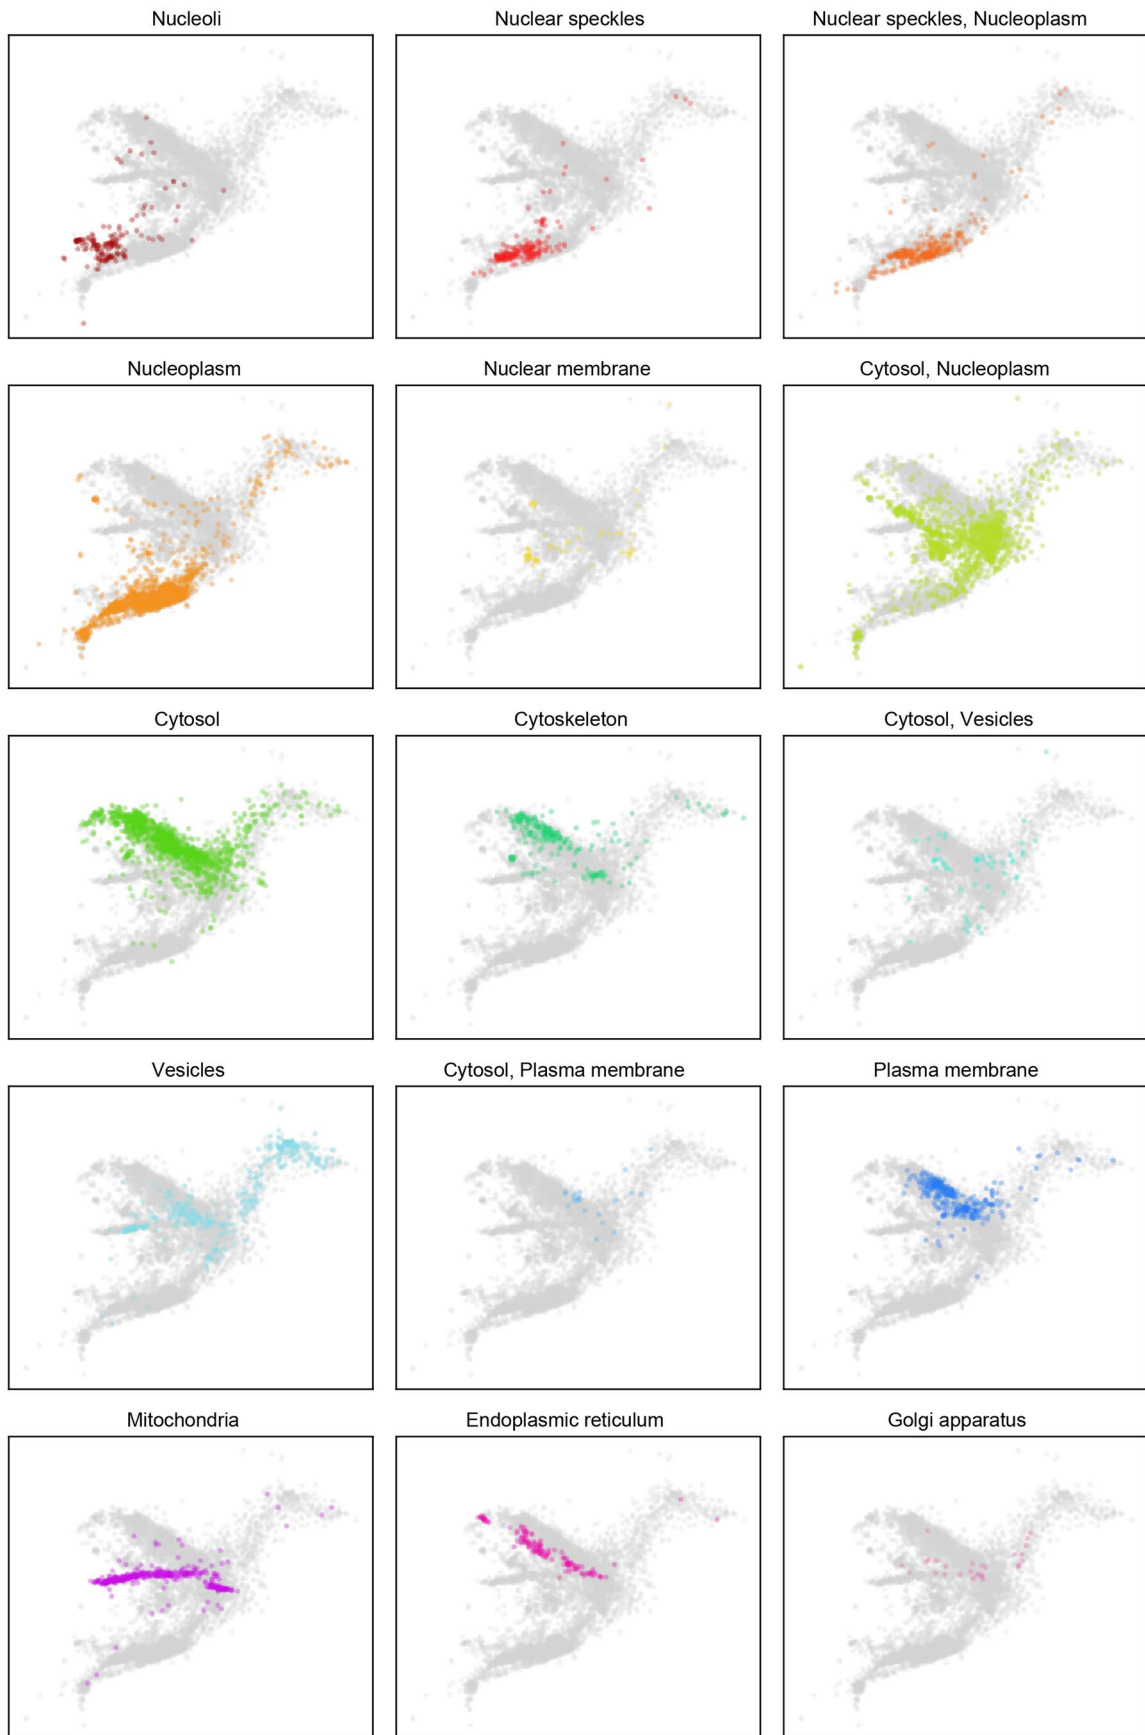 Nucleoli
Nuclear speckles
Nuclear speckles, Nucleoplasm
Nucleoplasm
Nuclear membrane
Cytosol, Nucleoplasm
Cytosol
Cytoskeleton
Cytosol, Vesicles
Vesicles
Cytosol, Plasma membrane
Plasma membrane
Mitochondria
Endoplasmic reticulum
Golgi apparatus